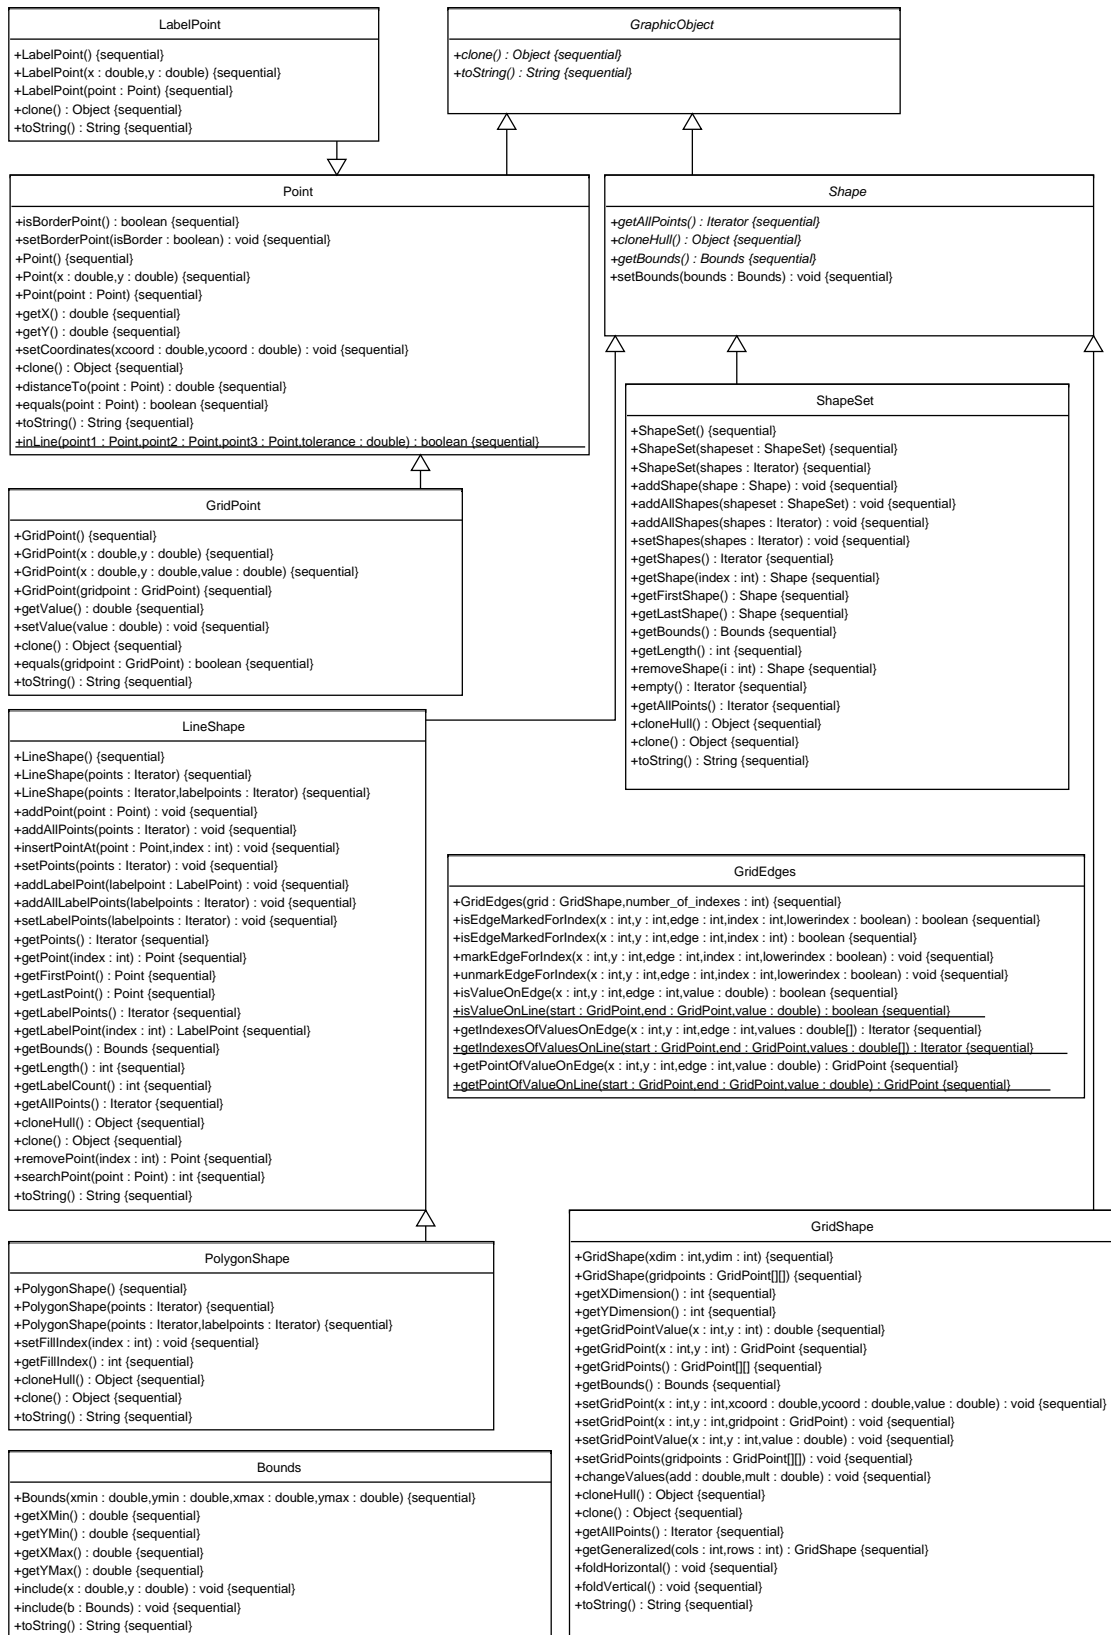 LabelPoint
+LabelPoint() {sequential}
+LabelPoint(x : double,y : double) {sequential}
+LabelPoint(point : Point) {sequential}
+clone() : Object {sequential}
+toString() : String {sequential}
GraphicObject
+clone() : Object {sequential}
+toString() : String {sequential}
Point
+isBorderPoint() : boolean {sequential}
+setBorderPoint(isBorder : boolean) : void {sequential}
+Point() {sequential}
+Point(x : double,y : double) {sequential}
+Point(point : Point) {sequential}
+getX() : double {sequential}
+getY() : double {sequential}
+setCoordinates(xcoord : double,ycoord : double) : void {sequential}
+clone() : Object {sequential}
+distanceTo(point : Point) : double {sequential}
+equals(point : Point) : boolean {sequential}
+toString() : String {sequential}
+inLine(point1 : Point,point2 : Point,point3 : Point,tolerance : double) : boolean {sequential}
Shape
+getAllPoints() : Iterator {sequential}
+cloneHull() : Object {sequential}
+getBounds() : Bounds {sequential}
+setBounds(bounds : Bounds) : void {sequential}
ShapeSet
+ShapeSet() {sequential}
+ShapeSet(shapeset : ShapeSet) {sequential}
+ShapeSet(shapes : Iterator) {sequential}
+addShape(shape : Shape) : void {sequential}
+addAllShapes(shapeset : ShapeSet) : void {sequential}
+addAllShapes(shapes : Iterator) : void {sequential}
+setShapes(shapes : Iterator) : void {sequential}
+getShapes() : Iterator {sequential}
+getShape(index : int) : Shape {sequential}
+getFirstShape() : Shape {sequential}
+getLastShape() : Shape {sequential}
+getBounds() : Bounds {sequential}
+getLength() : int {sequential}
+removeShape(i : int) : Shape {sequential}
+empty() : Iterator {sequential}
+getAllPoints() : Iterator {sequential}
+cloneHull() : Object {sequential}
+clone() : Object {sequential}
+toString() : String {sequential}
GridPoint
+GridPoint() {sequential}
+GridPoint(x : double,y : double) {sequential}
+GridPoint(x : double,y : double,value : double) {sequential}
+GridPoint(gridpoint : GridPoint) {sequential}
+getValue() : double {sequential}
+setValue(value : double) : void {sequential}
+clone() : Object {sequential}
+equals(gridpoint : GridPoint) : boolean {sequential}
+toString() : String {sequential}
LineShape
+LineShape() {sequential}
+LineShape(points : Iterator) {sequential}
+LineShape(points : Iterator,labelpoints : Iterator) {sequential}
+addPoint(point : Point) : void {sequential}
+addAllPoints(points : Iterator) : void {sequential}
+insertPointAt(point : Point,index : int) : void {sequential}
+setPoints(points : Iterator) : void {sequential}
+addLabelPoint(labelpoint : LabelPoint) : void {sequential}
+addAllLabelPoints(labelpoints : Iterator) : void {sequential}
+setLabelPoints(labelpoints : Iterator) : void {sequential}
+getPoints() : Iterator {sequential}
+getPoint(index : int) : Point {sequential}
+getFirstPoint() : Point {sequential}
+getLastPoint() : Point {sequential}
+getLabelPoints() : Iterator {sequential}
+getLabelPoint(index : int) : LabelPoint {sequential}
+getBounds() : Bounds {sequential}
+getLength() : int {sequential}
+getLabelCount() : int {sequential}
+getAllPoints() : Iterator {sequential}
+cloneHull() : Object {sequential}
+clone() : Object {sequential}
+removePoint(index : int) : Point {sequential}
+searchPoint(point : Point) : int {sequential}
+toString() : String {sequential}
GridEdges
+GridEdges(grid : GridShape,number_of_indexes : int) {sequential}
+isEdgeMarkedForIndex(x : int,y : int,edge : int,index : int,lowerindex : boolean) : boolean {sequential}
+isEdgeMarkedForIndex(x : int,y : int,edge : int,index : int) : boolean {sequential}
+markEdgeForIndex(x : int,y : int,edge : int,index : int,lowerindex : boolean) : void {sequential}
+unmarkEdgeForIndex(x : int,y : int,edge : int,index : int,lowerindex : boolean) : void {sequential}
+isValueOnEdge(x : int,y : int,edge : int,value : double) : boolean {sequential}
+isValueOnLine(start : GridPoint,end : GridPoint,value : double) : boolean {sequential}
+getIndexesOfValuesOnEdge(x : int,y : int,edge : int,values : double[]) : Iterator {sequential}
+getIndexesOfValuesOnLine(start : GridPoint,end : GridPoint,values : double[]) : Iterator {sequential}
+getPointOfValueOnEdge(x : int,y : int,edge : int,value : double) : GridPoint {sequential}
+getPointOfValueOnLine(start : GridPoint,end : GridPoint,value : double) : GridPoint {sequential}
PolygonShape
+PolygonShape() {sequential}
+PolygonShape(points : Iterator) {sequential}
+PolygonShape(points : Iterator,labelpoints : Iterator) {sequential}
+setFillIndex(index : int) : void {sequential}
+getFillIndex() : int {sequential}
+cloneHull() : Object {sequential}
+clone() : Object {sequential}
+toString() : String {sequential}
GridShape
+GridShape(xdim : int,ydim : int) {sequential}
+GridShape(gridpoints : GridPoint[][]) {sequential}
+getXDimension() : int {sequential}
+getYDimension() : int {sequential}
+getGridPointValue(x : int,y : int) : double {sequential}
+getGridPoint(x : int,y : int) : GridPoint {sequential}
+getGridPoints() : GridPoint[][] {sequential}
+getBounds() : Bounds {sequential}
+setGridPoint(x : int,y : int,xcoord : double,ycoord : double,value : double) : void {sequential}
+setGridPoint(x : int,y : int,gridpoint : GridPoint) : void {sequential}
+setGridPointValue(x : int,y : int,value : double) : void {sequential}
+setGridPoints(gridpoints : GridPoint[][]) : void {sequential}
+changeValues(add : double,mult : double) : void {sequential}
+cloneHull() : Object {sequential}
+clone() : Object {sequential}
+getAllPoints() : Iterator {sequential}
+getGeneralized(cols : int,rows : int) : GridShape {sequential}
+foldHorizontal() : void {sequential}
+foldVertical() : void {sequential}
+toString() : String {sequential}
Bounds
+Bounds(xmin : double,ymin : double,xmax : double,ymax : double) {sequential}
+getXMin() : double {sequential}
+getYMin() : double {sequential}
+getXMax() : double {sequential}
+getYMax() : double {sequential}
+include(x : double,y : double) : void {sequential}
+include(b : Bounds) : void {sequential}
+toString() : String {sequential}